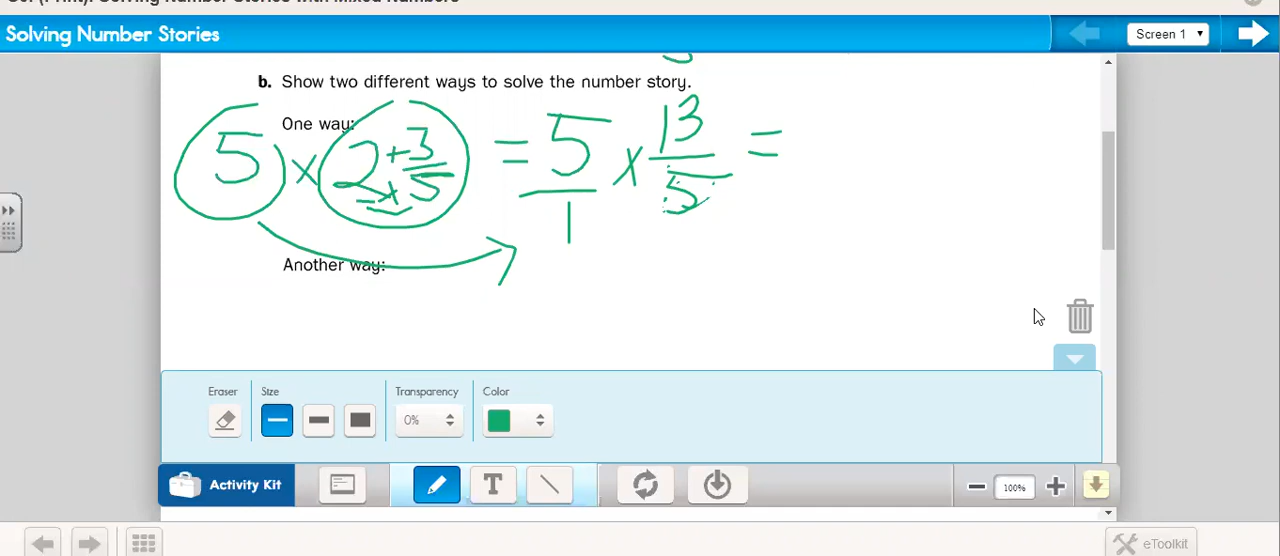 Solving Number Stories
Screen 1
b. Show two different ways to solve the number story.
One way:
5 × 2 + 3/5 = 5/1 × 13/5 =
×
Another way:
Eraser Size Transparency Color
0%
Activity Kit T 100%
eToolkit